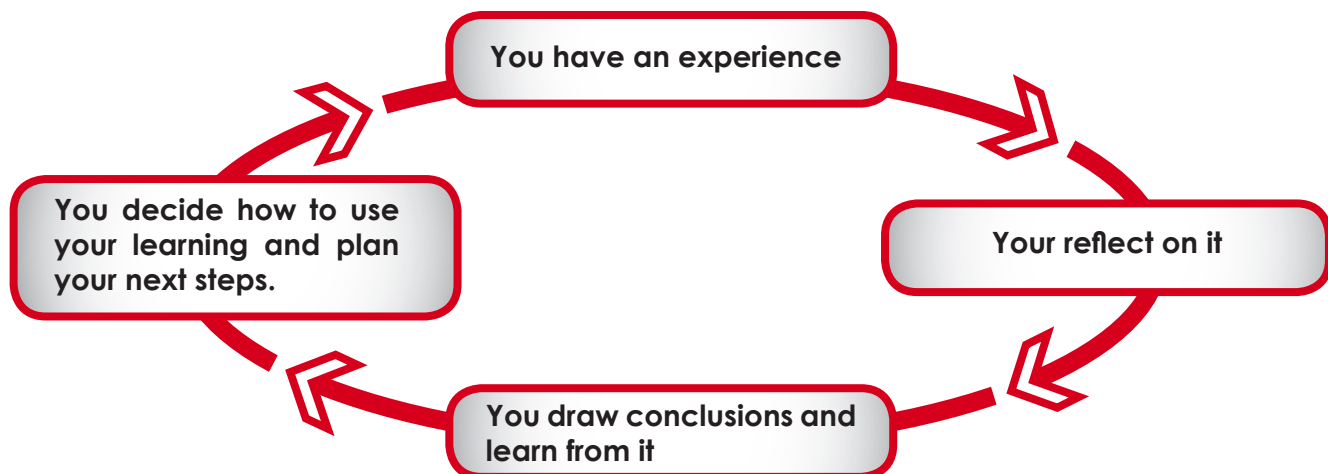 You have an experience
Your reflect on it
You draw conclusions and
learn from it
You decide how to use
your learning and plan
your next steps.